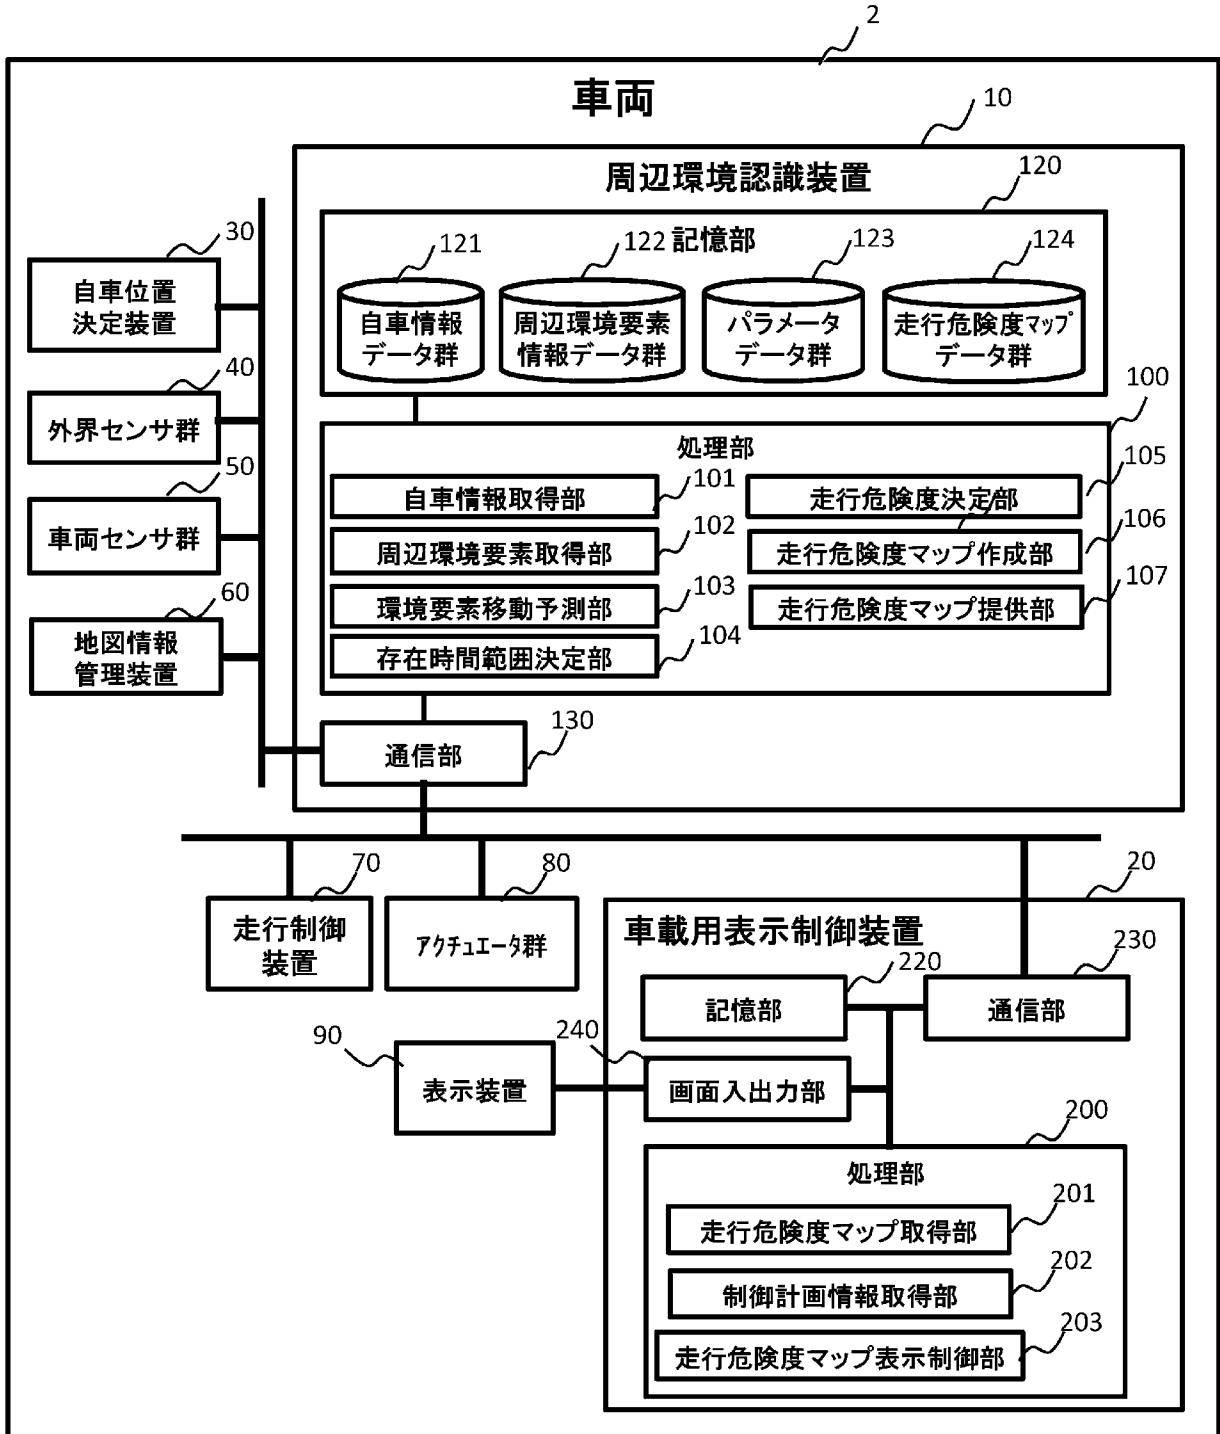 2
車両
10
周辺環境認識装置
120
記憶部
121
122
123
124
自車情報
データ群
周辺環境要素
情報データ群
パラメータ
データ群
走行危険度マップ
データ群
30
自車位置
決定装置
40
外界センサ群
50
車両センサ群
60
地図情報
管理装置
100
処理部
101
自車情報取得部
102
周辺環境要素取得部
103
環境要素移動予測部
104
存在時間範囲決定部
105
走行危険度決定部
106
走行危険度マップ作成部
107
走行危険度マップ提供部
130
通信部
70
走行制御
装置
80
アクチュエータ群
20
車載用表示制御装置
220
記憶部
230
通信部
90
表示装置
240
画面入出力部
200
処理部
201
走行危険度マップ取得部
202
制御計画情報取得部
203
走行危険度マップ表示制御部